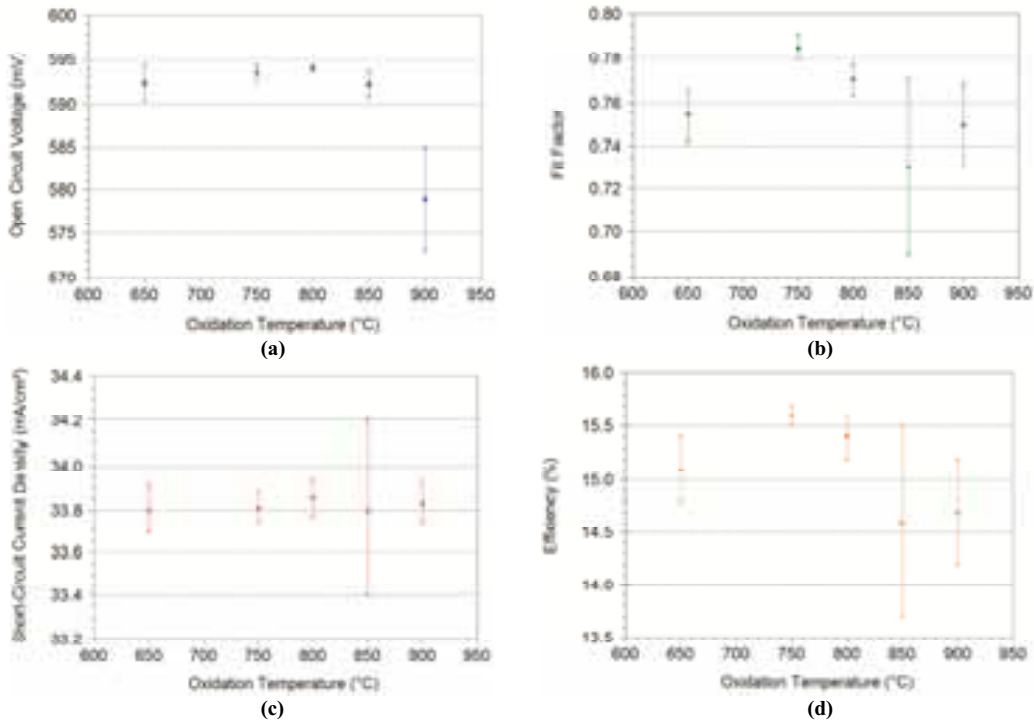 600
595
590
585
580
575
570
Open Circuit Voltage (mV)
600 650 700 750 800 850 900 950
Oxidation Temperature (°C)
(a)
0.80
0.78
0.76
0.74
0.72
0.70
0.68
Fill Factor
600 650 700 750 800 850 900 950
Oxidation Temperature (°C)
(b)
34.4
34.2
34.0
33.8
33.6
33.4
33.2
Short-Circuit Current Density (mA/cm²)
600 650 700 750 800 850 900 950
Oxidation Temperature (°C)
(c)
16.0
15.5
15.0
14.5
14.0
13.5
Efficiency (%)
600 650 700 750 800 850 900 950
Oxidation Temperature (°C)
(d)